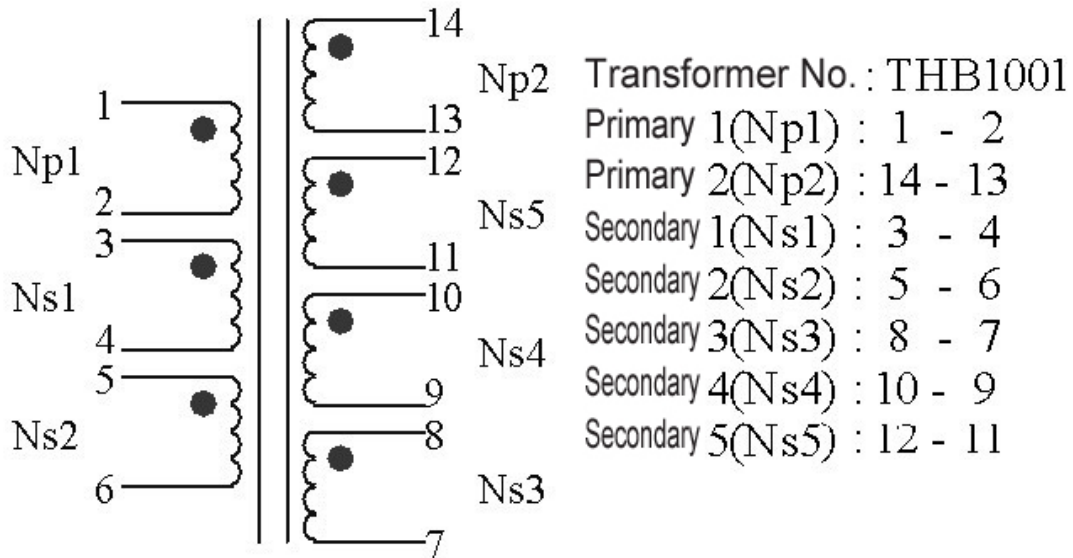 1
2
Np1
3
4
Ns1
5
6
Ns2
14
13
Np2
12
11
Ns5
10
9
Ns4
8
7
Ns3
Transformer No. : THB1001
Primary 1(Np1) : 1 - 2
Primary 2(Np2) : 14 - 13
Secondary 1(Ns1) : 3 - 4
Secondary 2(Ns2) : 5 - 6
Secondary 3(Ns3) : 8 - 7
Secondary 4(Ns4) : 10 - 9
Secondary 5(Ns5) : 12 - 11